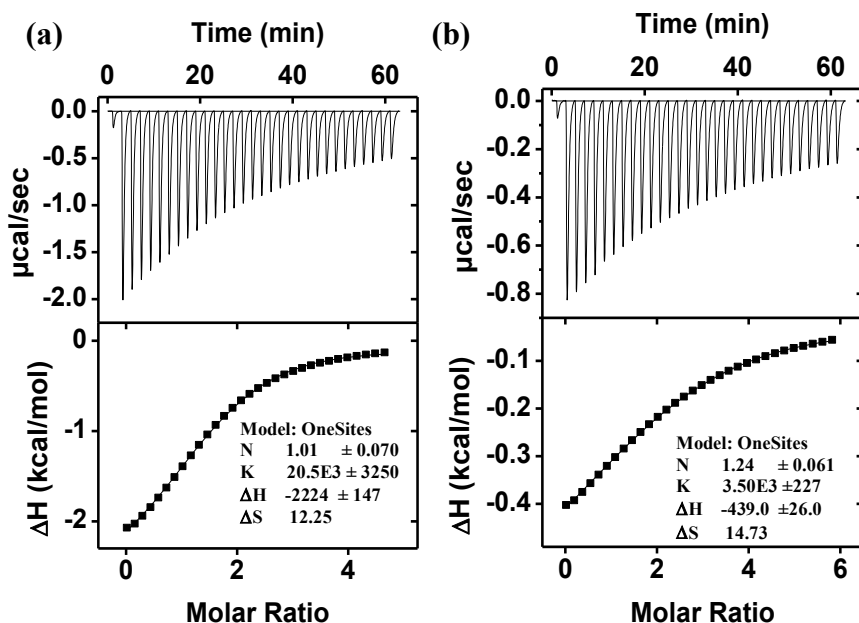 (a)
Time (min)
0 20 40 60
µcal/sec
0.0
-0.5
-1.0
-1.5
-2.0
ΔH (kcal/mol)
0
-1
-2
Model: OneSites
N 1.01 ± 0.070
K 20.5E3 ± 3250
ΔH -2224 ± 147
ΔS 12.25
0 2 4
Molar Ratio
(b)
Time (min)
0 20 40 60
µcal/sec
0.0
-0.2
-0.4
-0.6
-0.8
ΔH (kcal/mol)
-0.1
-0.2
-0.3
-0.4
Model: OneSites
N 1.24 ± 0.061
K 3.50E3 ±227
ΔH -439.0 ±26.0
ΔS 14.73
0 2 4 6
Molar Ratio